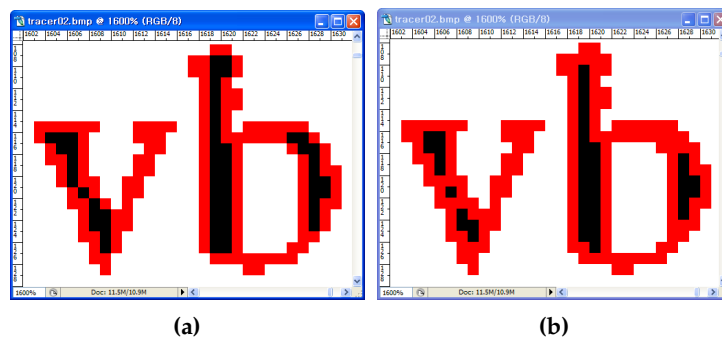 tracer02.bmp @ 1600% (RGB/8)
1602 1604 1606 1608 1610 1612 1614 1616 1618 1620 1622 1624 1626 1628 1630
vb
1600% Doc: 11.5M/10.9M
(a)
tracer02.bmp @ 1600% (RGB/8)
1602 1604 1606 1608 1610 1612 1614 1616 1618 1620 1622 1624 1626 1628 1630
vb
1600% Doc: 11.5M/10.9M
(b)